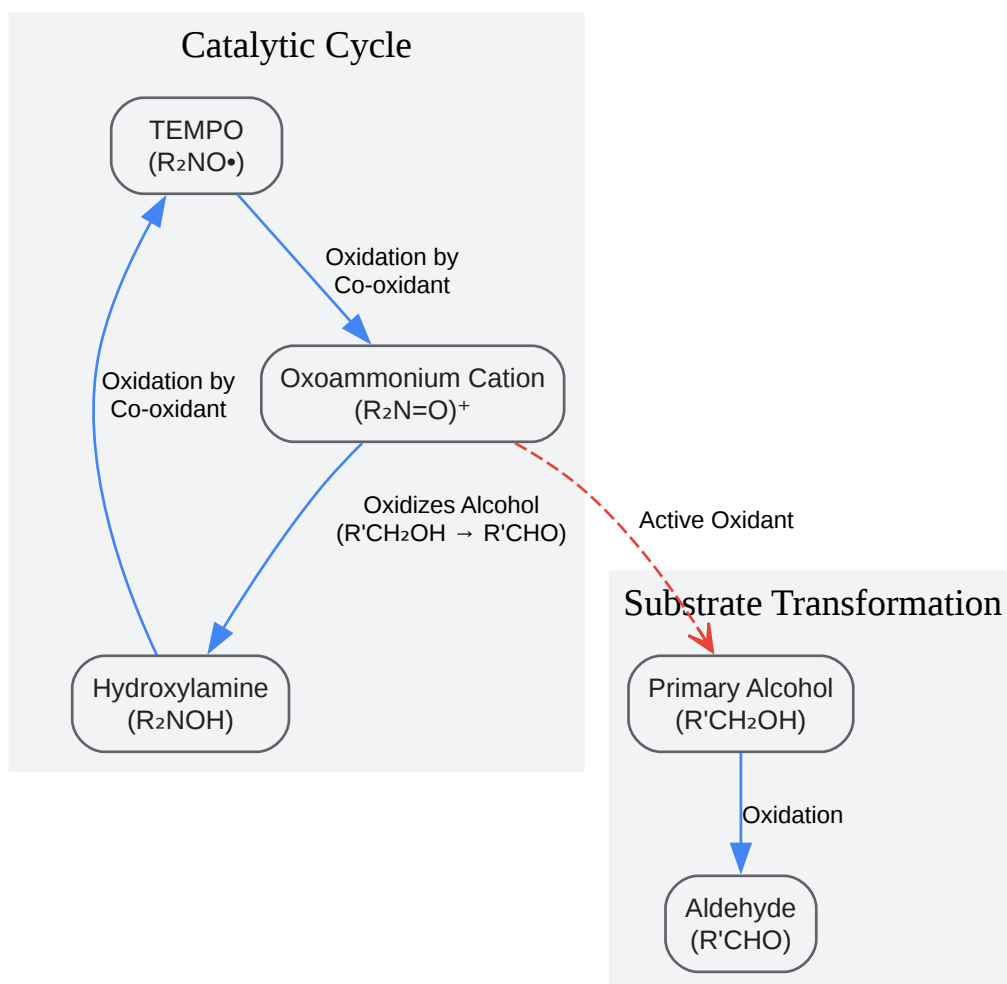 Catalytic Cycle
TEMPO
(R₂NO•)
Oxidation by
Co-oxidant
Oxoammonium Cation
(R₂N=O)⁺
Oxidation by
Co-oxidant
Oxidizes Alcohol
(R'CH₂OH → R'CHO)
Active Oxidant
Hydroxylamine
(R₂NOH)
Substrate Transformation
Primary Alcohol
(R'CH₂OH)
Oxidation
Aldehyde
(R'CHO)